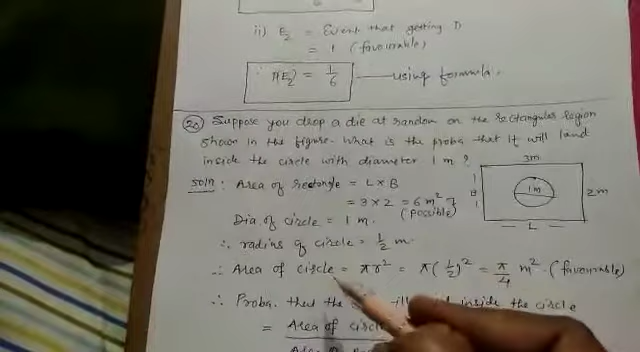 6
ii) E2 = Event that getting D
= 1 (favourable)
∴ P(E2) = 1/6 — using formula.
20 Suppose you drop a die at random on the rectangular region
shown in the figure. What is the proba. that it will land
inside the circle with diameter 1 m?
3m
Soln: Area of rectangle = L × B
1m
B
2m
= 3 × 2 = 6 m² (possible)
L
Dia of circle = 1 m.
∴ radius of circle = 1/2 m.
∴ Area of circle = πr² = π(1/2)² = π/4 m². (favourable)
∴ Proba. that the inside the circle
= Area of circle